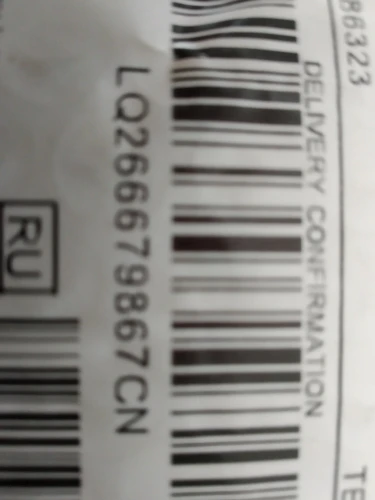 86323
DELIVERY CONFIRMATION
LQ266679867CN
RU